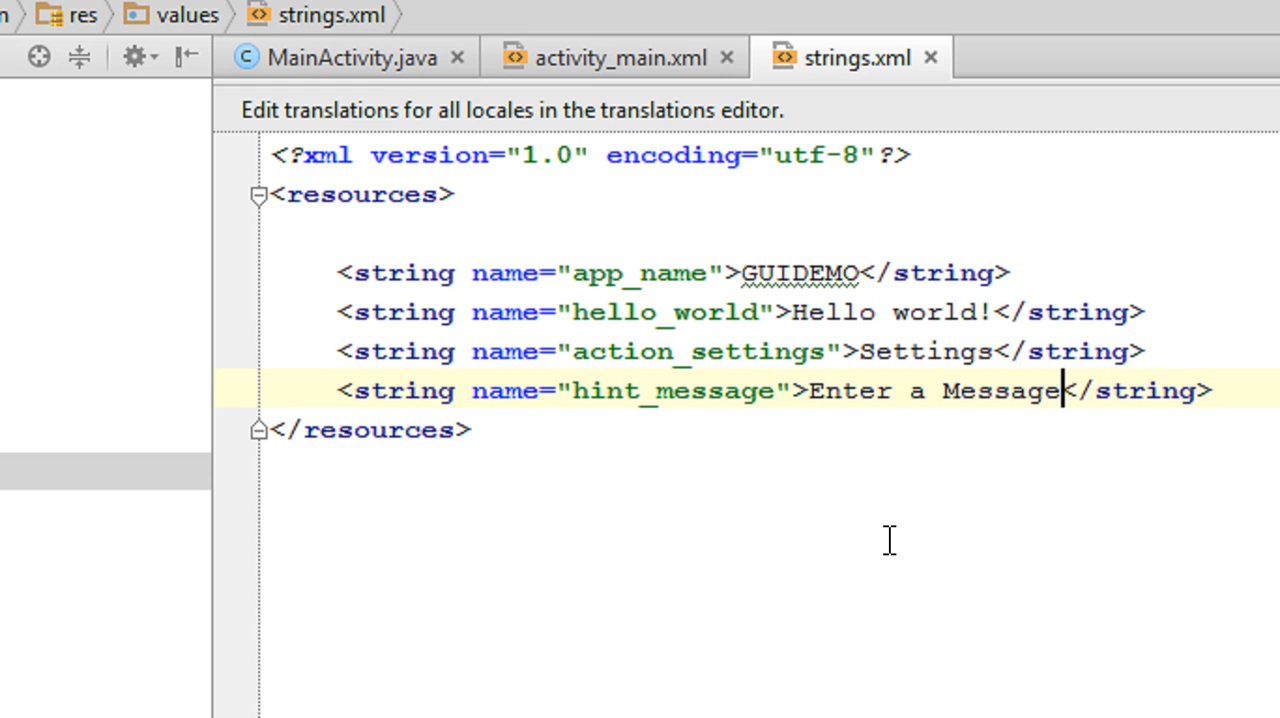 res values strings.xml
MainActivity.java activity_main.xml strings.xml
Edit translations for all locales in the translations editor.
<?xml version="1.0" encoding="utf-8"?>
<resources>
<string name="app_name">GUIDEMO</string>
<string name="hello_world">Hello world!</string>
<string name="action_settings">Settings</string>
<string name="hint_message">Enter a Message</string>
</resources>